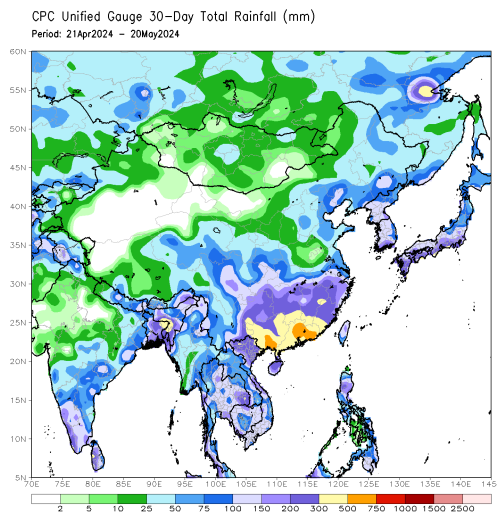 CPC Unified Gauge 30-Day Total Rainfall (mm)
Period: 21Apr2024 - 20May2024
60N
55N
50N
45N
40N
35N
30N
25N
20N
15N
10N
5N
70E 75E 80E 85E 90E 95E 100E 105E 110E 115E 120E 125E 130E 135E 140E 145
2 5 10 25 50 75 100 150 200 300 500 750 1000 1500 2500